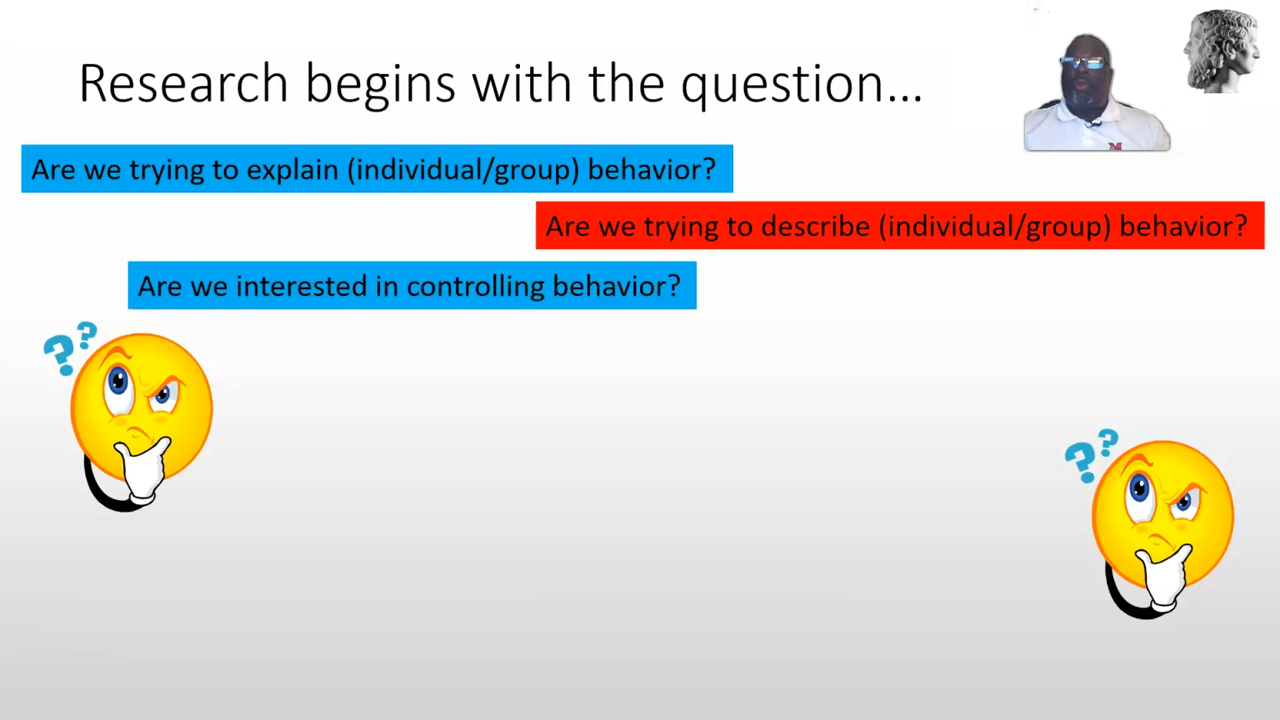 Research begins with the question...
Are we trying to explain (individual/group) behavior?
Are we trying to describe (individual/group) behavior?
Are we interested in controlling behavior?
? ?
? ?
M